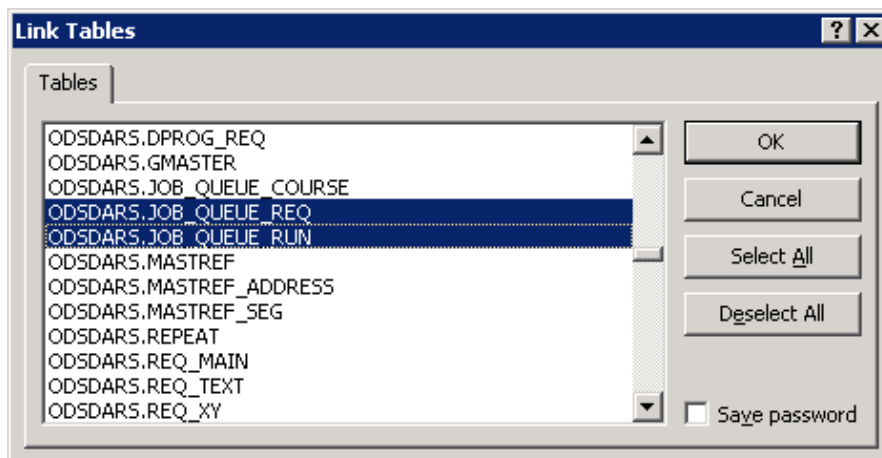 Link Tables
Tables
ODSDARS.DPROG_REQ
ODSDARS.GMASTER
ODSDARS.JOB_QUEUE_COURSE
ODSDARS.JOB_QUEUE_REQ
ODSDARS.JOB_QUEUE_RUN
ODSDARS.MASTREF
ODSDARS.MASTREF_ADDRESS
ODSDARS.MASTREF_SEG
ODSDARS.REPEAT
ODSDARS.REQ_MAIN
ODSDARS.REQ_TEXT
ODSDARS.REQ_XY
OK
Cancel
Select All
Deselect All
Save password